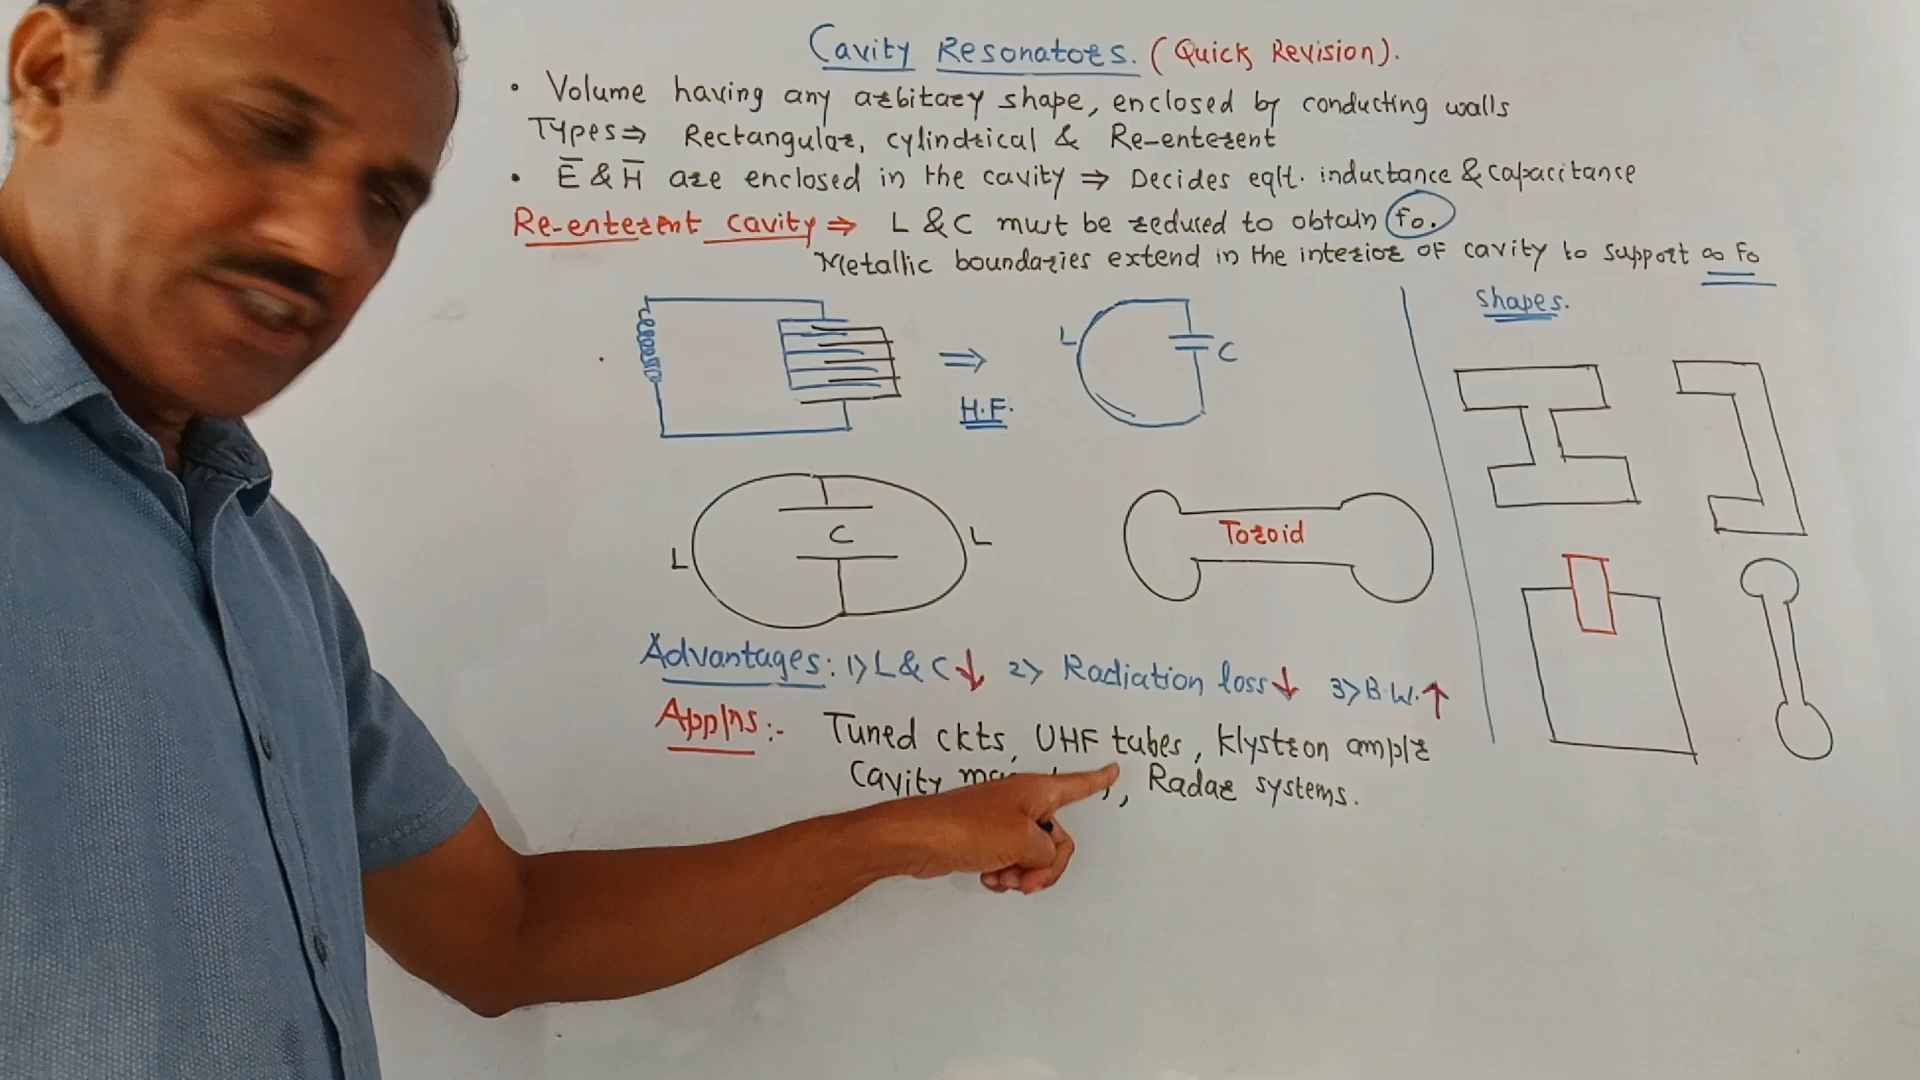 Cavity Resonators. (Quick Revision).
• Volume having any arbitary shape, enclosed by conducting walls
Types ⇒ Rectangular, cylindrical & Re-enterent
• E̅ & H̅ are enclosed in the cavity ⇒ Decides eqlt. inductance & capacitance
Re-enterent cavity ⇒ L & C must be reduced to obtain fo.
Metallic boundaries extend in the interior of cavity to support ∞ Fo
Shapes.
L
C
⇒
H.F.
L
C
L
Toroid
Advantages: 1) L & C ↓ 2) Radiation loss ↓ 3) B.W. ↑
Applns :- Tuned ckts, UHF tubes, Klystron amplr
Cavity , Radar systems.